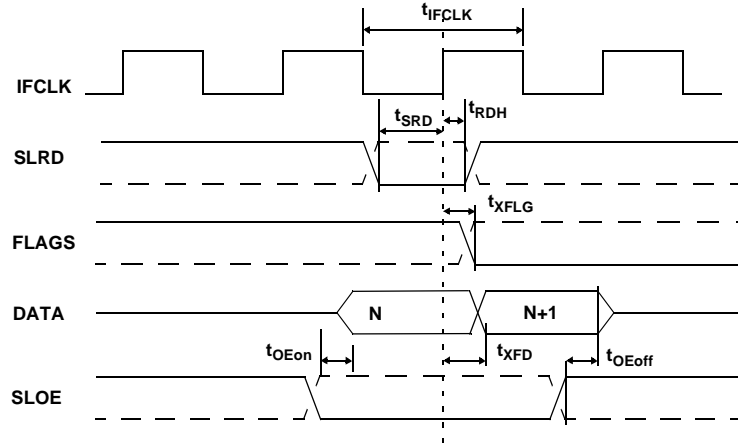 tIFCLK
IFCLK
tSRD
tRDH
SLRD
tXFLG
FLAGS
DATA
N
N+1
tOEon
tXFD
tOEoff
SLOE